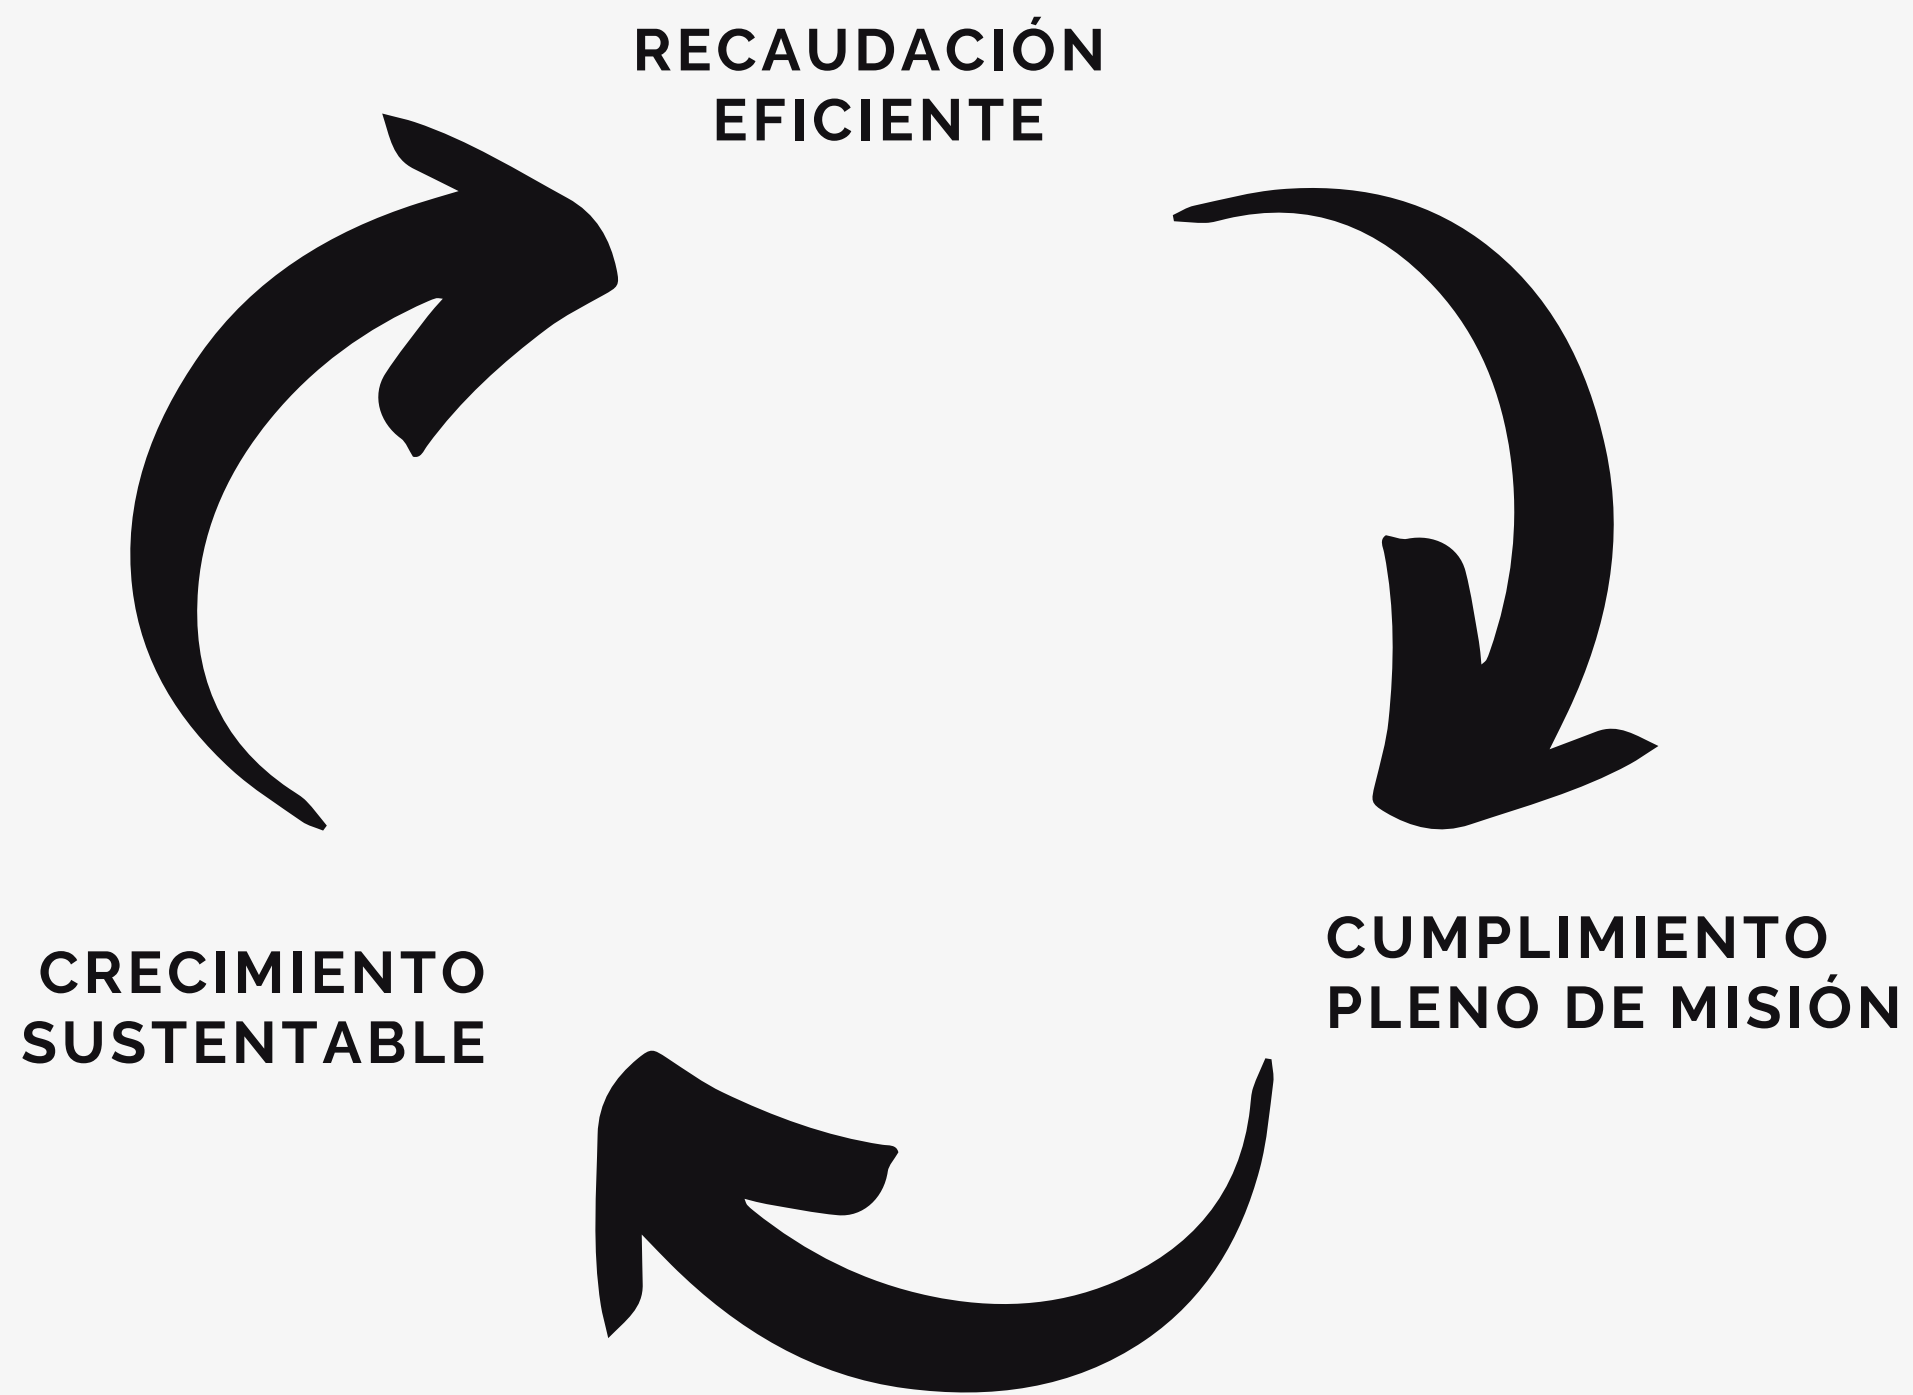 RECAUDACIÓN
EFICIENTE
CUMPLIMIENTO
PLENO DE MISIÓN
CRECIMIENTO
SUSTENTABLE